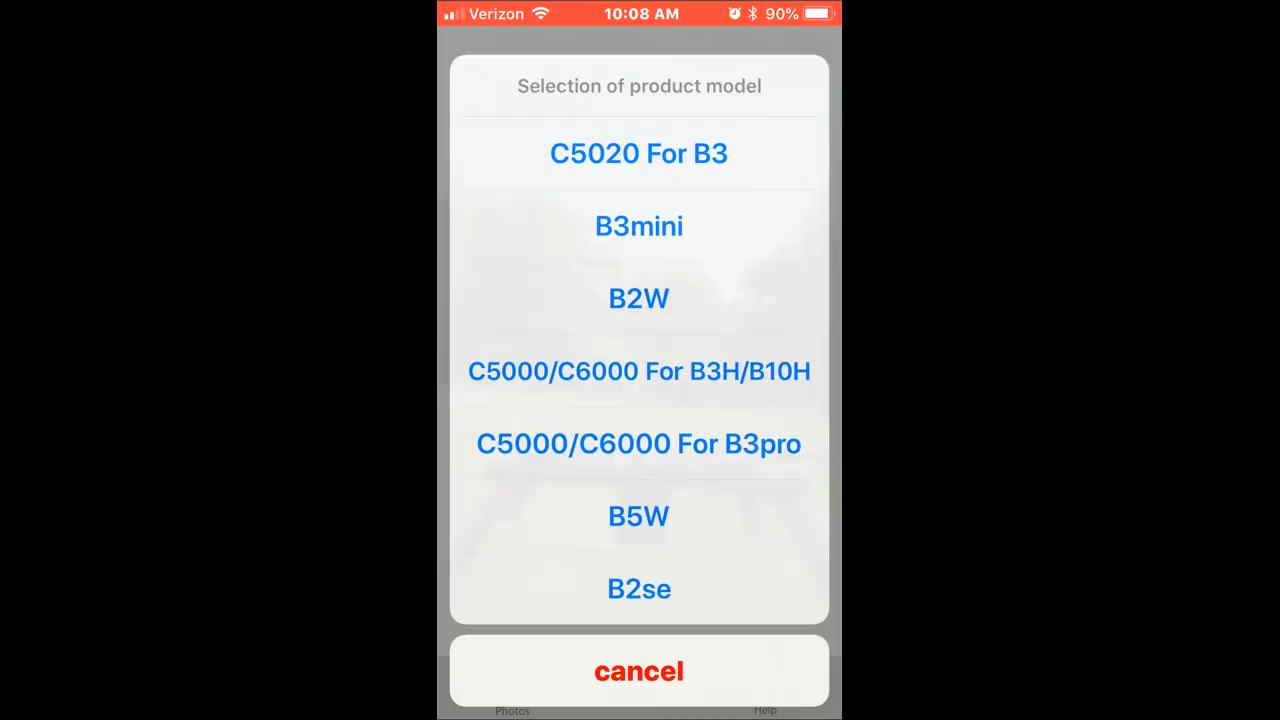 Verizon 10:08 AM 90%
Selection of product model
C5020 For B3
B3mini
B2W
C5000/C6000 For B3H/B10H
C5000/C6000 For B3pro
B5W
B2se
cancel
Photos Help